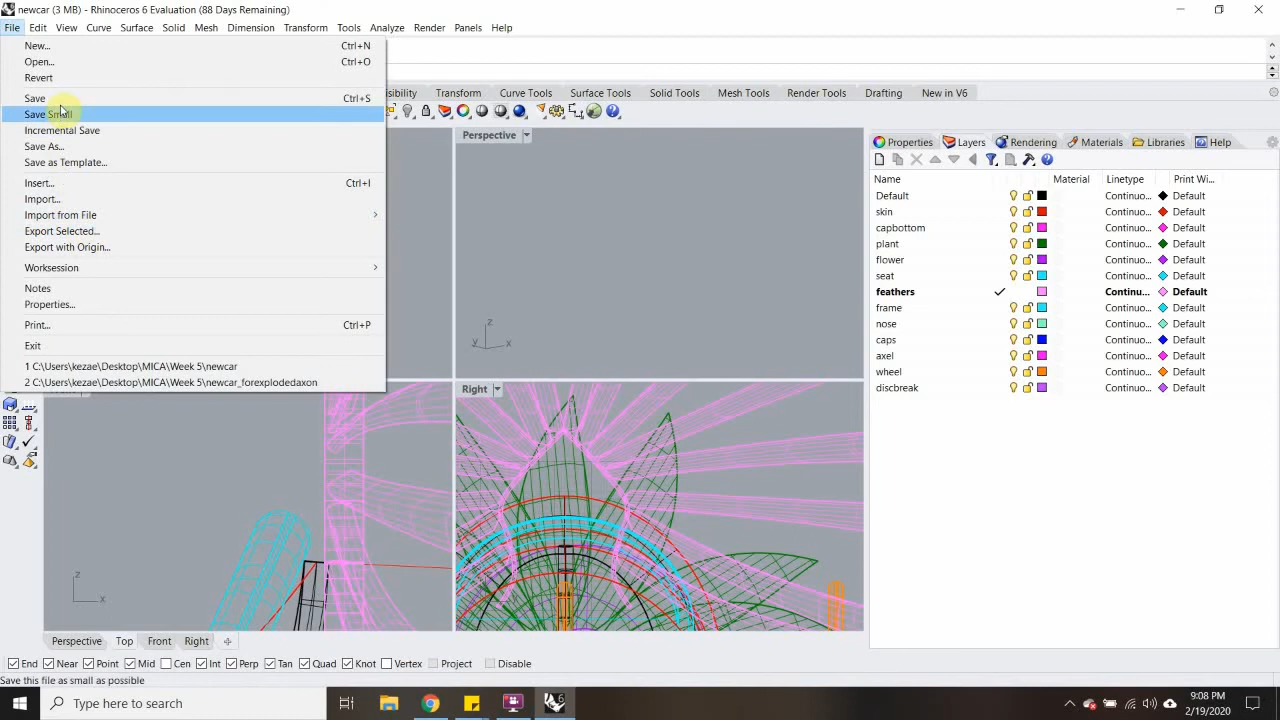 newcar (3 MB) - Rhinoceros 6 Evaluation (88 Days Remaining)
File Edit View Curve Surface Solid Mesh Dimension Transform Tools Analyze Render Panels Help
New... Ctrl+N
Open... Ctrl+O
Revert
Save Ctrl+S
Save Small
Incremental Save
Save As...
Save as Template...
Insert... Ctrl+I
Import...
Import from File
Export Selected...
Export with Origin...
Worksession
Notes
Properties...
Print... Ctrl+P
Exit
1 C:\Users\kezae\Desktop\MICA\Week 5\newcar
2 C:\Users\kezae\Desktop\MICA\Week 5\newcar_forexplodedaxon
Transform Curve Tools Surface Tools Solid Tools Mesh Tools Render Tools Drafting New in V6
Perspective
z
y x
Right
z
x
Properties Layers Rendering Materials Libraries Help
Name Material Linetype Print Wi...
Default Continuo... Default
skin Continuo... Default
capbottom Continuo... Default
plant Continuo... Default
flower Continuo... Default
seat Continuo... Default
feathers Continu... Default
frame Continuo... Default
nose Continuo... Default
caps Continuo... Default
axel Continuo... Default
wheel Continuo... Default
discbreak Continuo... Default
Perspective Top Front Right
End Near Point Mid Cen Int Perp Tan Quad Knot Vertex Project Disable
Save this file as small as possible
Type here to search
9:08 PM
2/19/2020